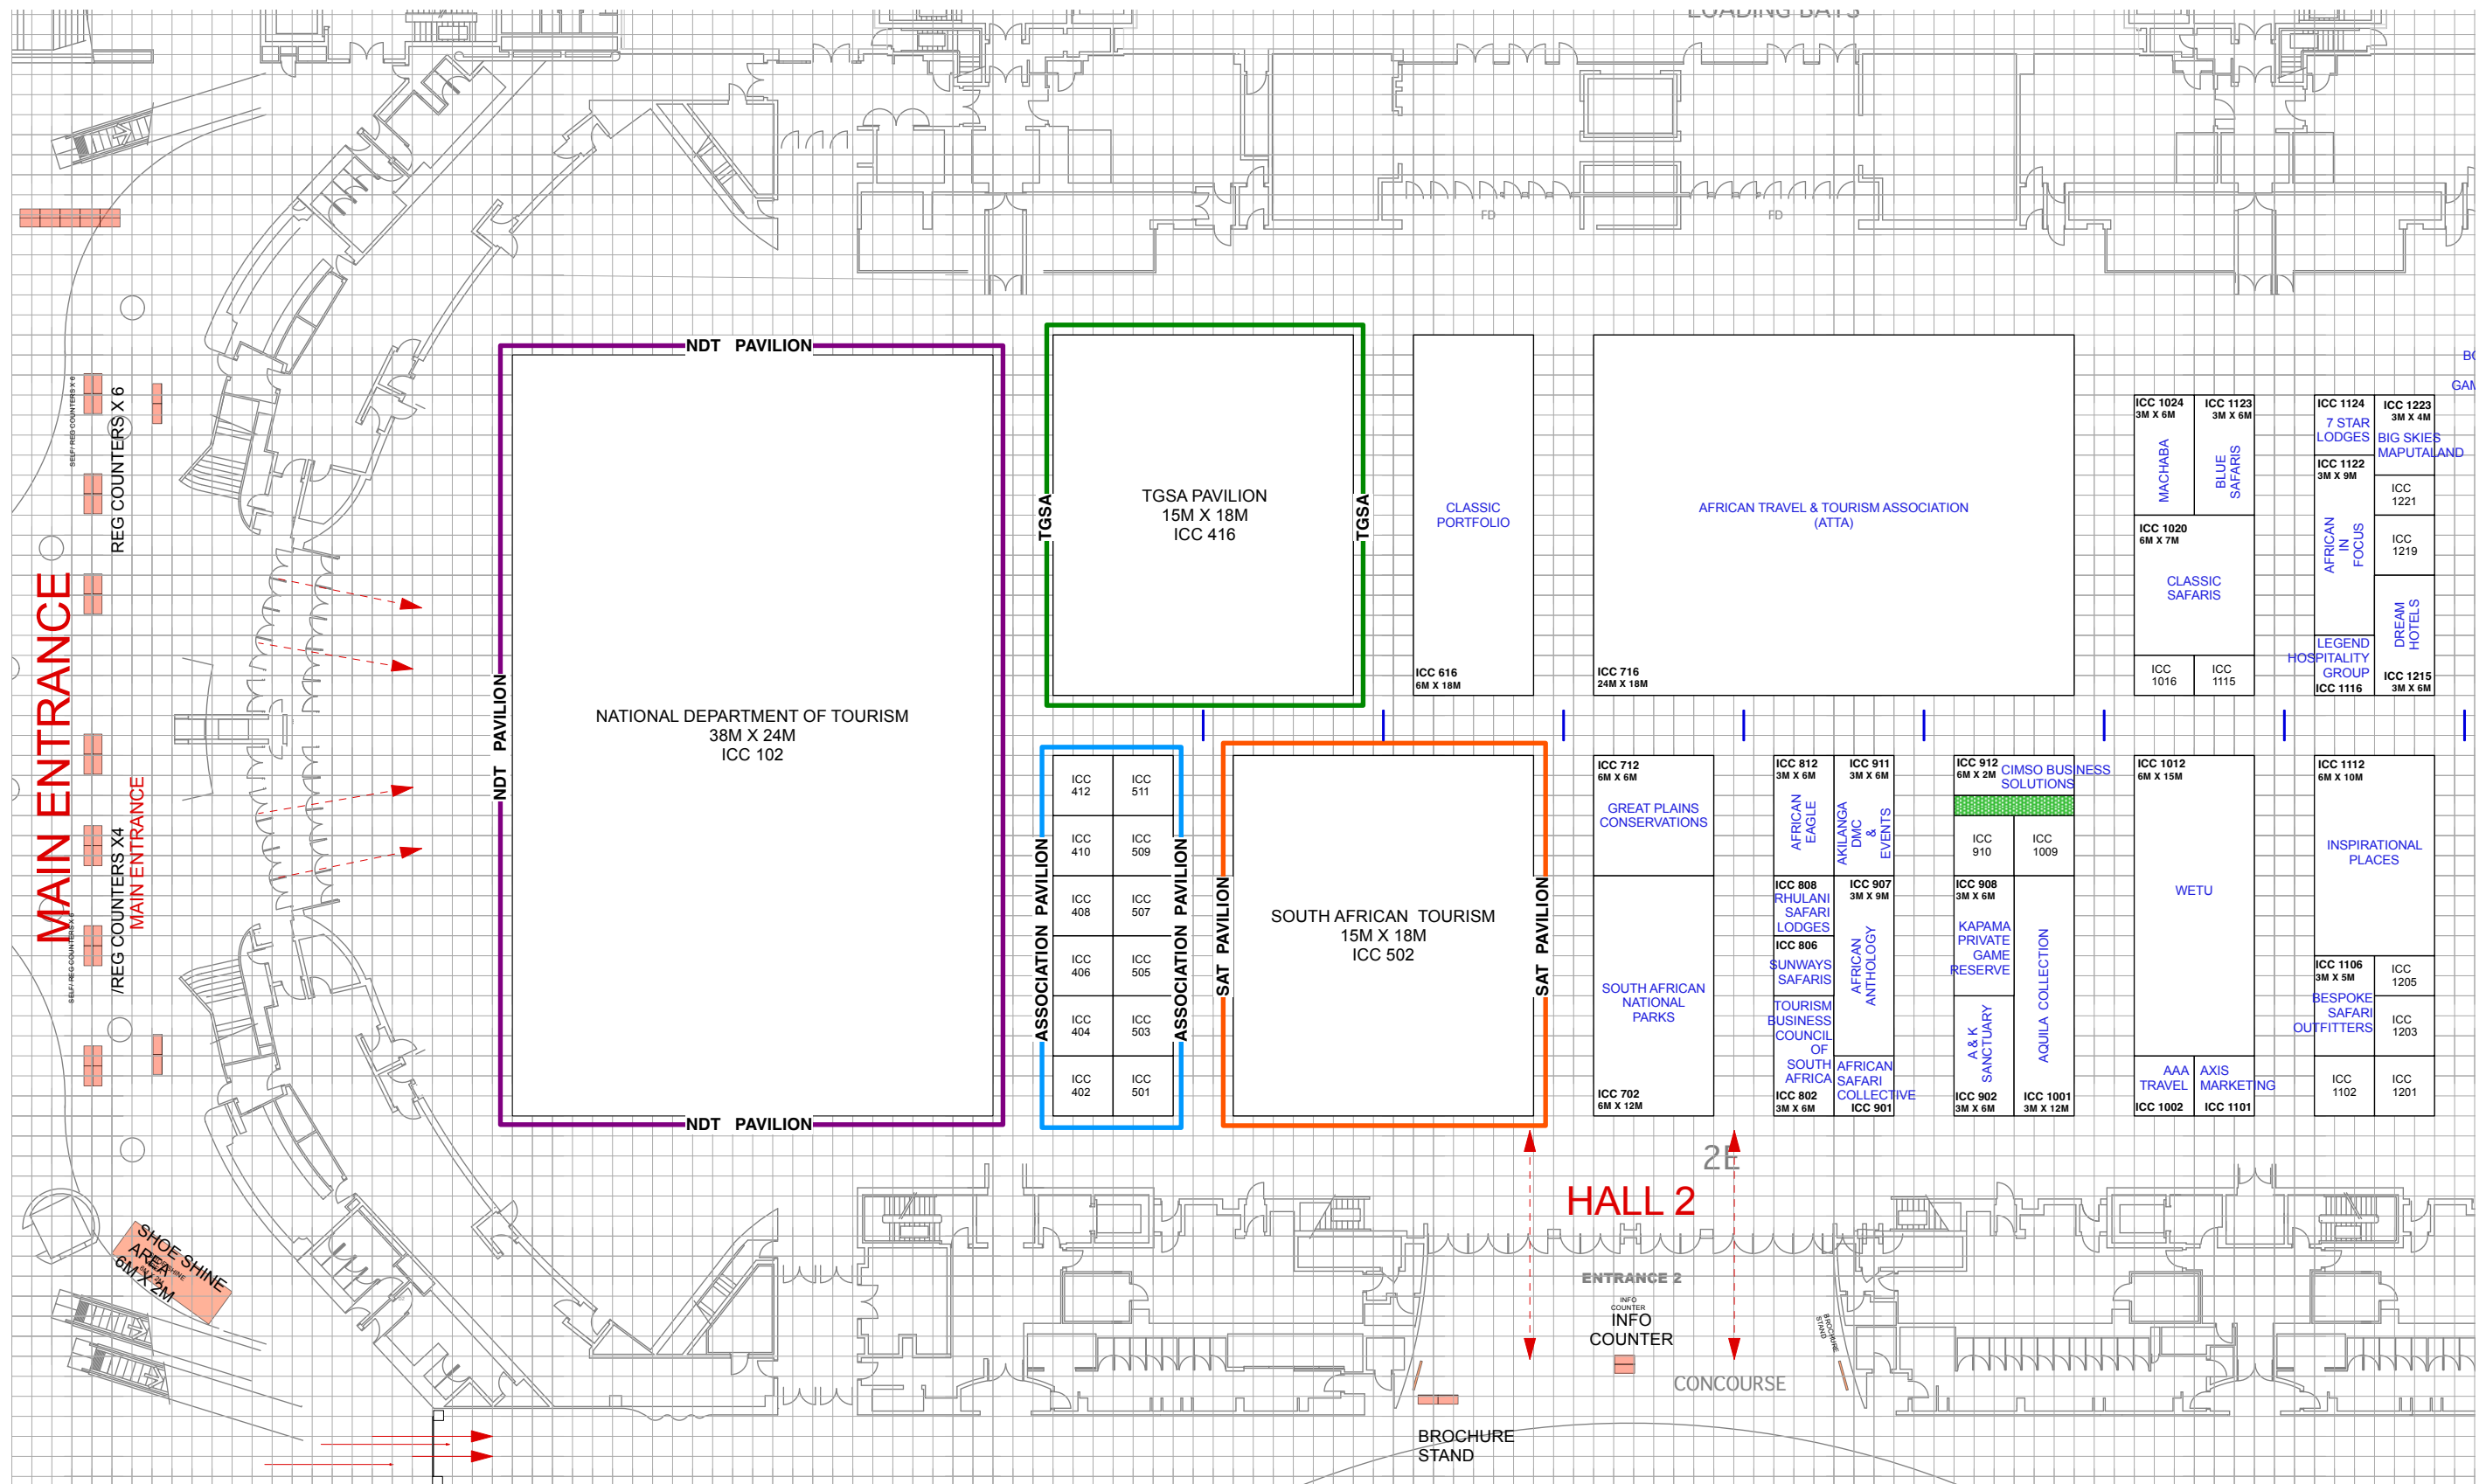 LOADING BAYS
FD
FD
MAIN ENTRANCE
SELF/ REG COUNTERS X 6
REG COUNTERS X 6
/REG COUNTERS X4
MAIN ENTRANCE
SHOE SHINE
AREA
6M X 2M
NDT PAVILION
NDT PAVILION
NDT PAVILION
NATIONAL DEPARTMENT OF TOURISM
38M X 24M
ICC 102
TGSA
TGSA
TGSA PAVILION
15M X 18M
ICC 416
ASSOCIATION PAVILION
ASSOCIATION PAVILION
ICC
412
ICC
511
ICC
410
ICC
509
ICC
408
ICC
507
ICC
406
ICC
505
ICC
404
ICC
503
ICC
402
ICC
501
SAT PAVILION
SAT PAVILION
SOUTH AFRICAN TOURISM
15M X 18M
ICC 502
CLASSIC
PORTFOLIO
ICC 616
6M X 18M
AFRICAN TRAVEL & TOURISM ASSOCIATION
(ATTA)
ICC 716
24M X 18M
ICC 1024
3M X 6M
MACHABA
ICC 1123
3M X 6M
BLUE
SAFARIS
ICC 1020
6M X 7M
CLASSIC
SAFARIS
ICC
1016
ICC
1115
ICC 1124
7 STAR
LODGES
ICC 1223
3M X 4M
BIG SKIES
MAPUTALAND
ICC 1122
3M X 9M
AFRICAN
IN
FOCUS
ICC
1221
ICC
1219
DREAM
HOTELS
ICC 1215
3M X 6M
LEGEND
HOSPITALITY
GROUP
ICC 1116
ICC 712
6M X 6M
GREAT PLAINS
CONSERVATIONS
SOUTH AFRICAN
NATIONAL
PARKS
ICC 702
6M X 12M
ICC 812
3M X 6M
AFRICAN
EAGLE
ICC 911
3M X 6M
AKILANGA
DMC
&
EVENTS
ICC 808
RHULANI
SAFARI
LODGES
ICC 907
3M X 9M
AFRICAN
ANTHOLOGY
ICC 806
SUNWAYS
SAFARIS
TOURISM
BUSINESS
COUNCIL
OF
SOUTH
AFRICA
ICC 802
3M X 6M
AFRICAN
SAFARI
COLLECTIVE
ICC 901
ICC 912
6M X 2M
CIMSO BUSINESS
SOLUTIONS
ICC
910
ICC
1009
ICC 908
3M X 6M
KAPAMA
PRIVATE
GAME
RESERVE
AQUILA COLLECTION
ICC 1001
3M X 12M
A & K
SANCTUARY
ICC 902
3M X 6M
ICC 1012
6M X 15M
WETU
AAA
TRAVEL
ICC 1002
AXIS
MARKETING
ICC 1101
ICC 1112
6M X 10M
INSPIRATIONAL
PLACES
ICC 1106
3M X 5M
BESPOKE
SAFARI
OUTFITTERS
ICC
1205
ICC
1203
ICC
1102
ICC
1201
2E
HALL 2
ENTRANCE 2
INFO
COUNTER
INFO
COUNTER
BROCHURE
STAND
CONCOURSE
BROCHURE
STAND